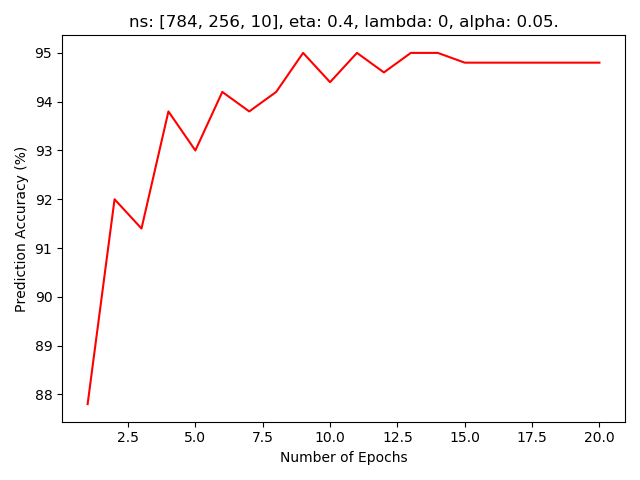 ns: [784, 256, 10], eta: 0.4, lambda: 0, alpha: 0.05.
95
94
93
92
91
90
89
88
Prediction Accuracy (%)
2.5 5.0 7.5 10.0 12.5 15.0 17.5 20.0
Number of Epochs